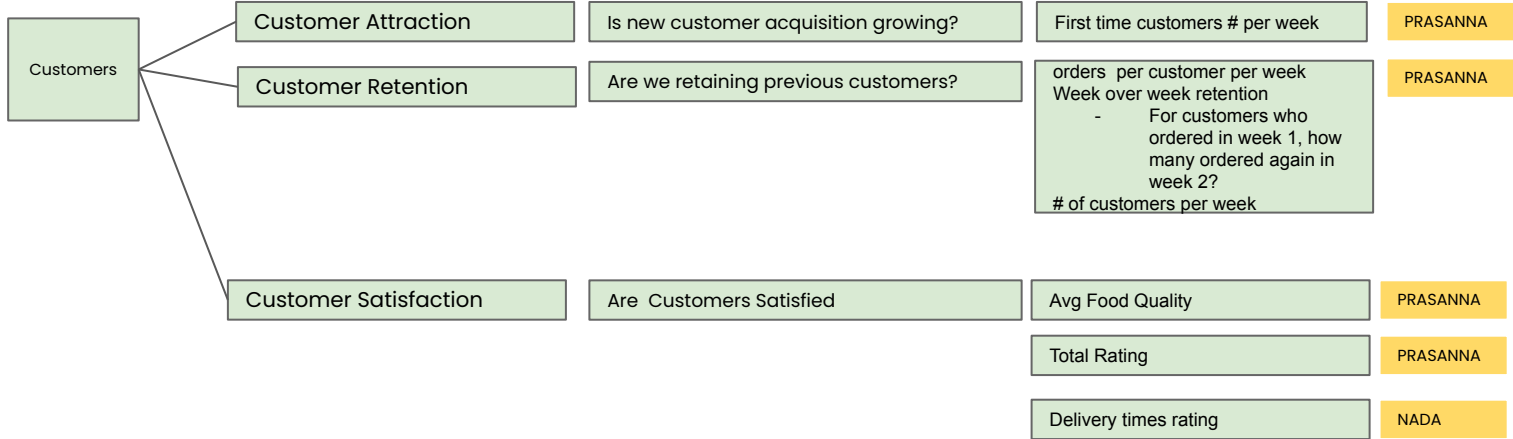 Customers
Customer Attraction
Is new customer acquisition growing?
First time customers # per week
PRASANNA
Customer Retention
Are we retaining previous customers?
orders  per customer per week
Week over week retention
- For customers who
ordered in week 1, how
many ordered again in
week 2?
# of customers per week
PRASANNA
Customer Satisfaction
Are  Customers Satisfied
Avg Food Quality
PRASANNA
Total Rating
PRASANNA
Delivery times rating
NADA